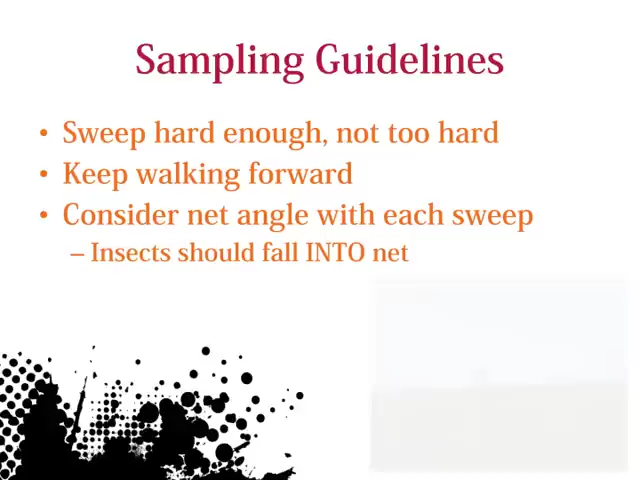 Sampling Guidelines
• Sweep hard enough, not too hard
• Keep walking forward
• Consider net angle with each sweep
– Insects should fall INTO net